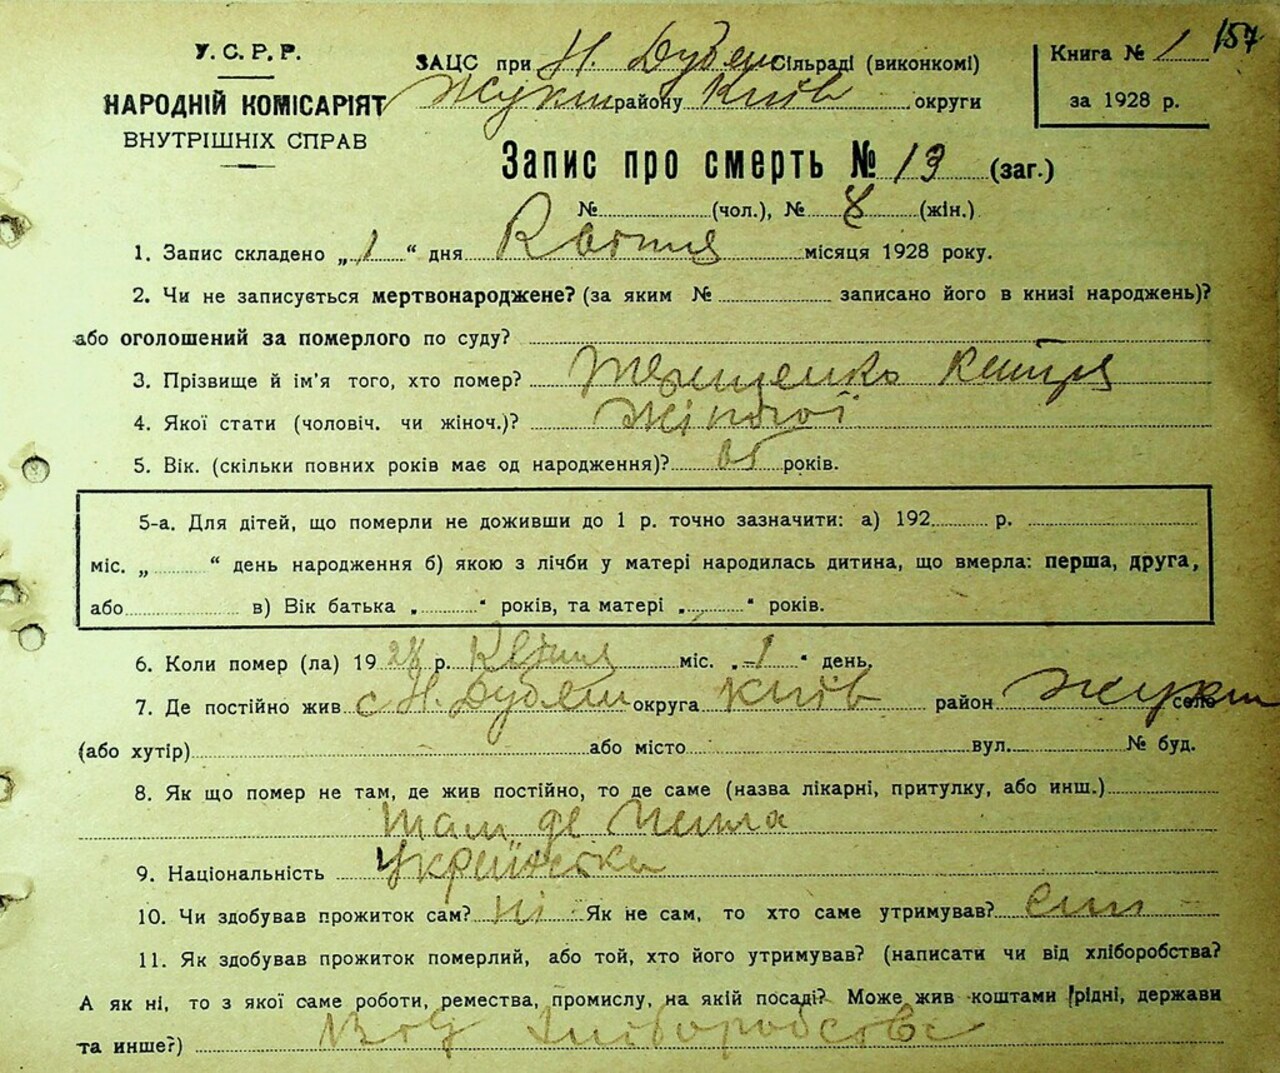 157
У.С.Р.Р.
НАРОДНІЙ КОМІСАРІЯТ
ВНУТРІШНІХ СПРАВ
ЗАЦС при Н. Дубеш Сільраді (виконкомі)
району Київ округи
Книга № 1
за 1928 р.
Запис про смерть № 13 (заг.)
№ (чол.), № 8 (жін.)
1. Запис складено „ 1 “ дня Квітня місяця 1928 року.
2. Чи не записується мертвонароджене? (за яким № записано його в книзі народжень)?
або оголошений за померлого по суду?
3. Прізвище й ім'я того, хто помер? Терещенко
4. Якої стати (чоловіч. чи жіноч.)? Жіночої
5. Вік. (скільки повних років має од народження)? років.
5-а. Для дітей, що померли не доживши до 1 р. точно зазначити: а) 192 р.
міс. „ “ день народження б) якою з лічби у матері народилась дитина, що вмерла: перша, друга,
або в) Вік батька „ “ років, та матері „ “ років.
6. Коли помер (ла) 1928 р. Квітня міс. „ 1 “ день.
7. Де постійно жив с Н. Дубеш округа Київ район село
(або хутір) або місто вул. № буд.
8. Як що помер не там, де жив постійно, то де саме (назва лікарні, притулку, або инш.)
там де жила
9. Національність Українська
10. Чи здобував прожиток сам? ні Як не сам, то хто саме утримував? син
11. Як здобував прожиток померлий, або той, хто його утримував? (написати чи від хліборобства?
А як ні, то з якої саме роботи, ремества, промислу, на якій посаді? Може жив коштами рідні, держави
та инше?) Від хліборобства